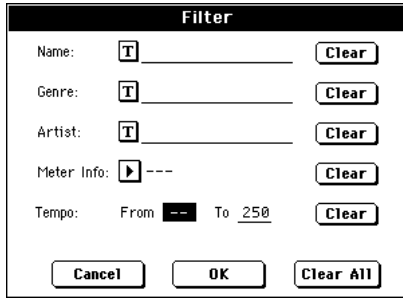 Filter
Name: T Clear
Genre: T Clear
Artist: T Clear
Meter Info: --- Clear
Tempo: From -- To 250 Clear
Cancel OK Clear All